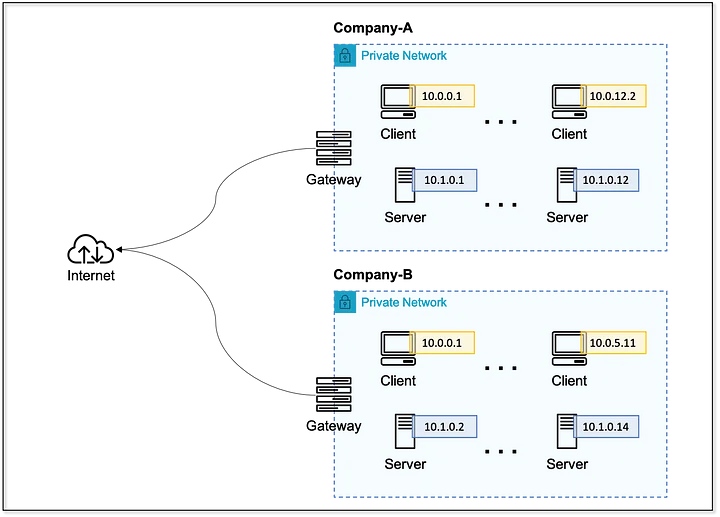 Company-A
Private Network
10.0.0.1
10.0.12.2
Client
. . .
Client
Gateway
10.1.0.1
10.1.0.12
Server
. . .
Server
Internet
Company-B
Private Network
10.0.0.1
10.0.5.11
Client
. . .
Client
Gateway
10.1.0.2
10.1.0.14
Server
. . .
Server